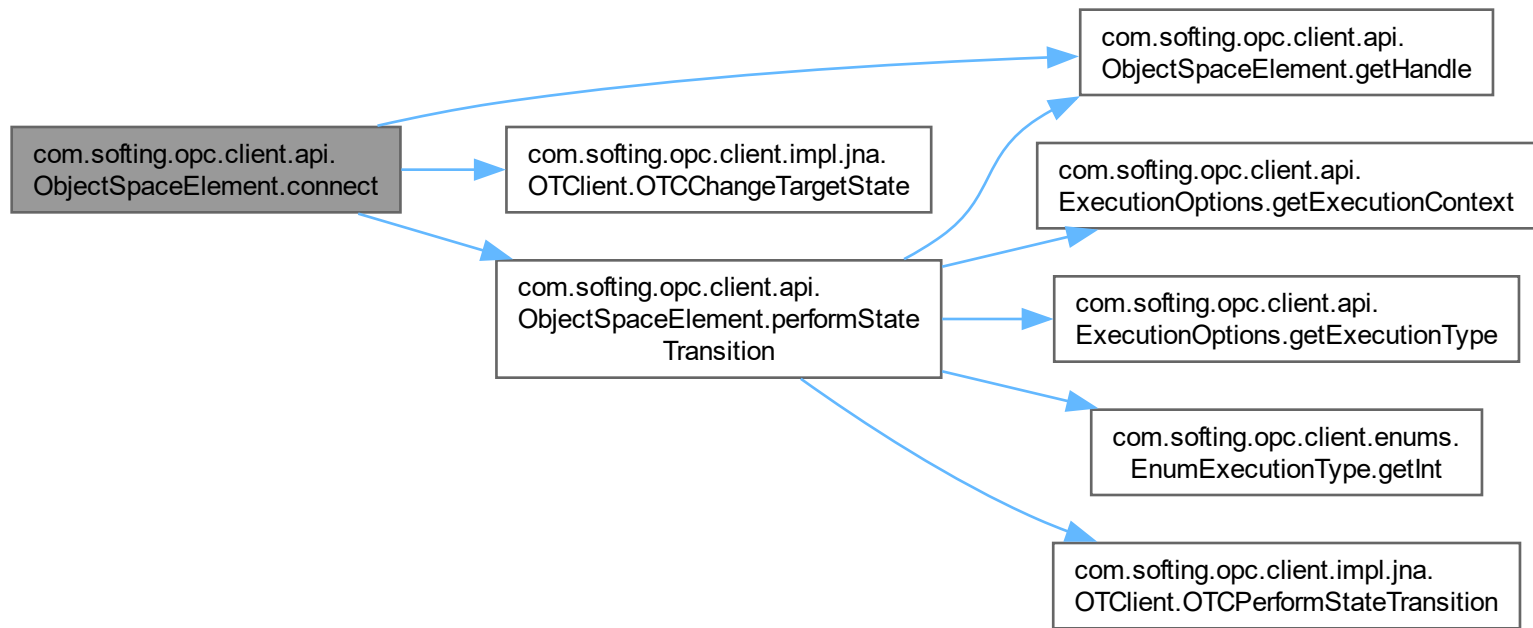 com.softing.opc.client.api.
ObjectSpaceElement.connect
com.softing.opc.client.api.
ObjectSpaceElement.getHandle
com.softing.opc.client.impl.jna.
OTClient.OTCChangeTargetState
com.softing.opc.client.api.
ObjectSpaceElement.performState
Transition
com.softing.opc.client.api.
ExecutionOptions.getExecutionContext
com.softing.opc.client.api.
ExecutionOptions.getExecutionType
com.softing.opc.client.enums.
EnumExecutionType.getInt
com.softing.opc.client.impl.jna.
OTClient.OTCPerformStateTransition